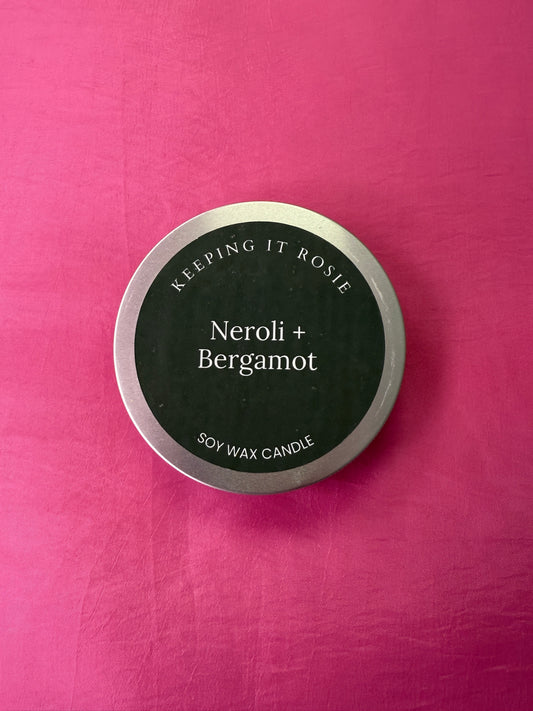 KEEPING IT ROSIE
Neroli +
Bergamot
SOY WAX CANDLE